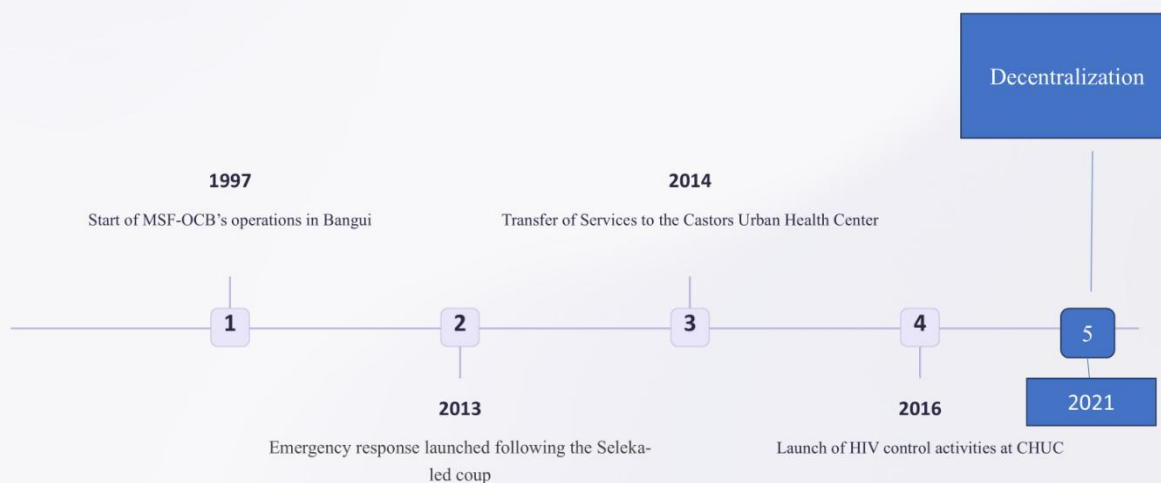 Decentralization
1997
Start of MSF-OCB’s operations in Bangui
2014
Transfer of Services to the Castors Urban Health Center
1
2
3
4
5
2013
Emergency response launched following the Seleka-
led coup
2016
Launch of HIV control activities at CHUC
2021